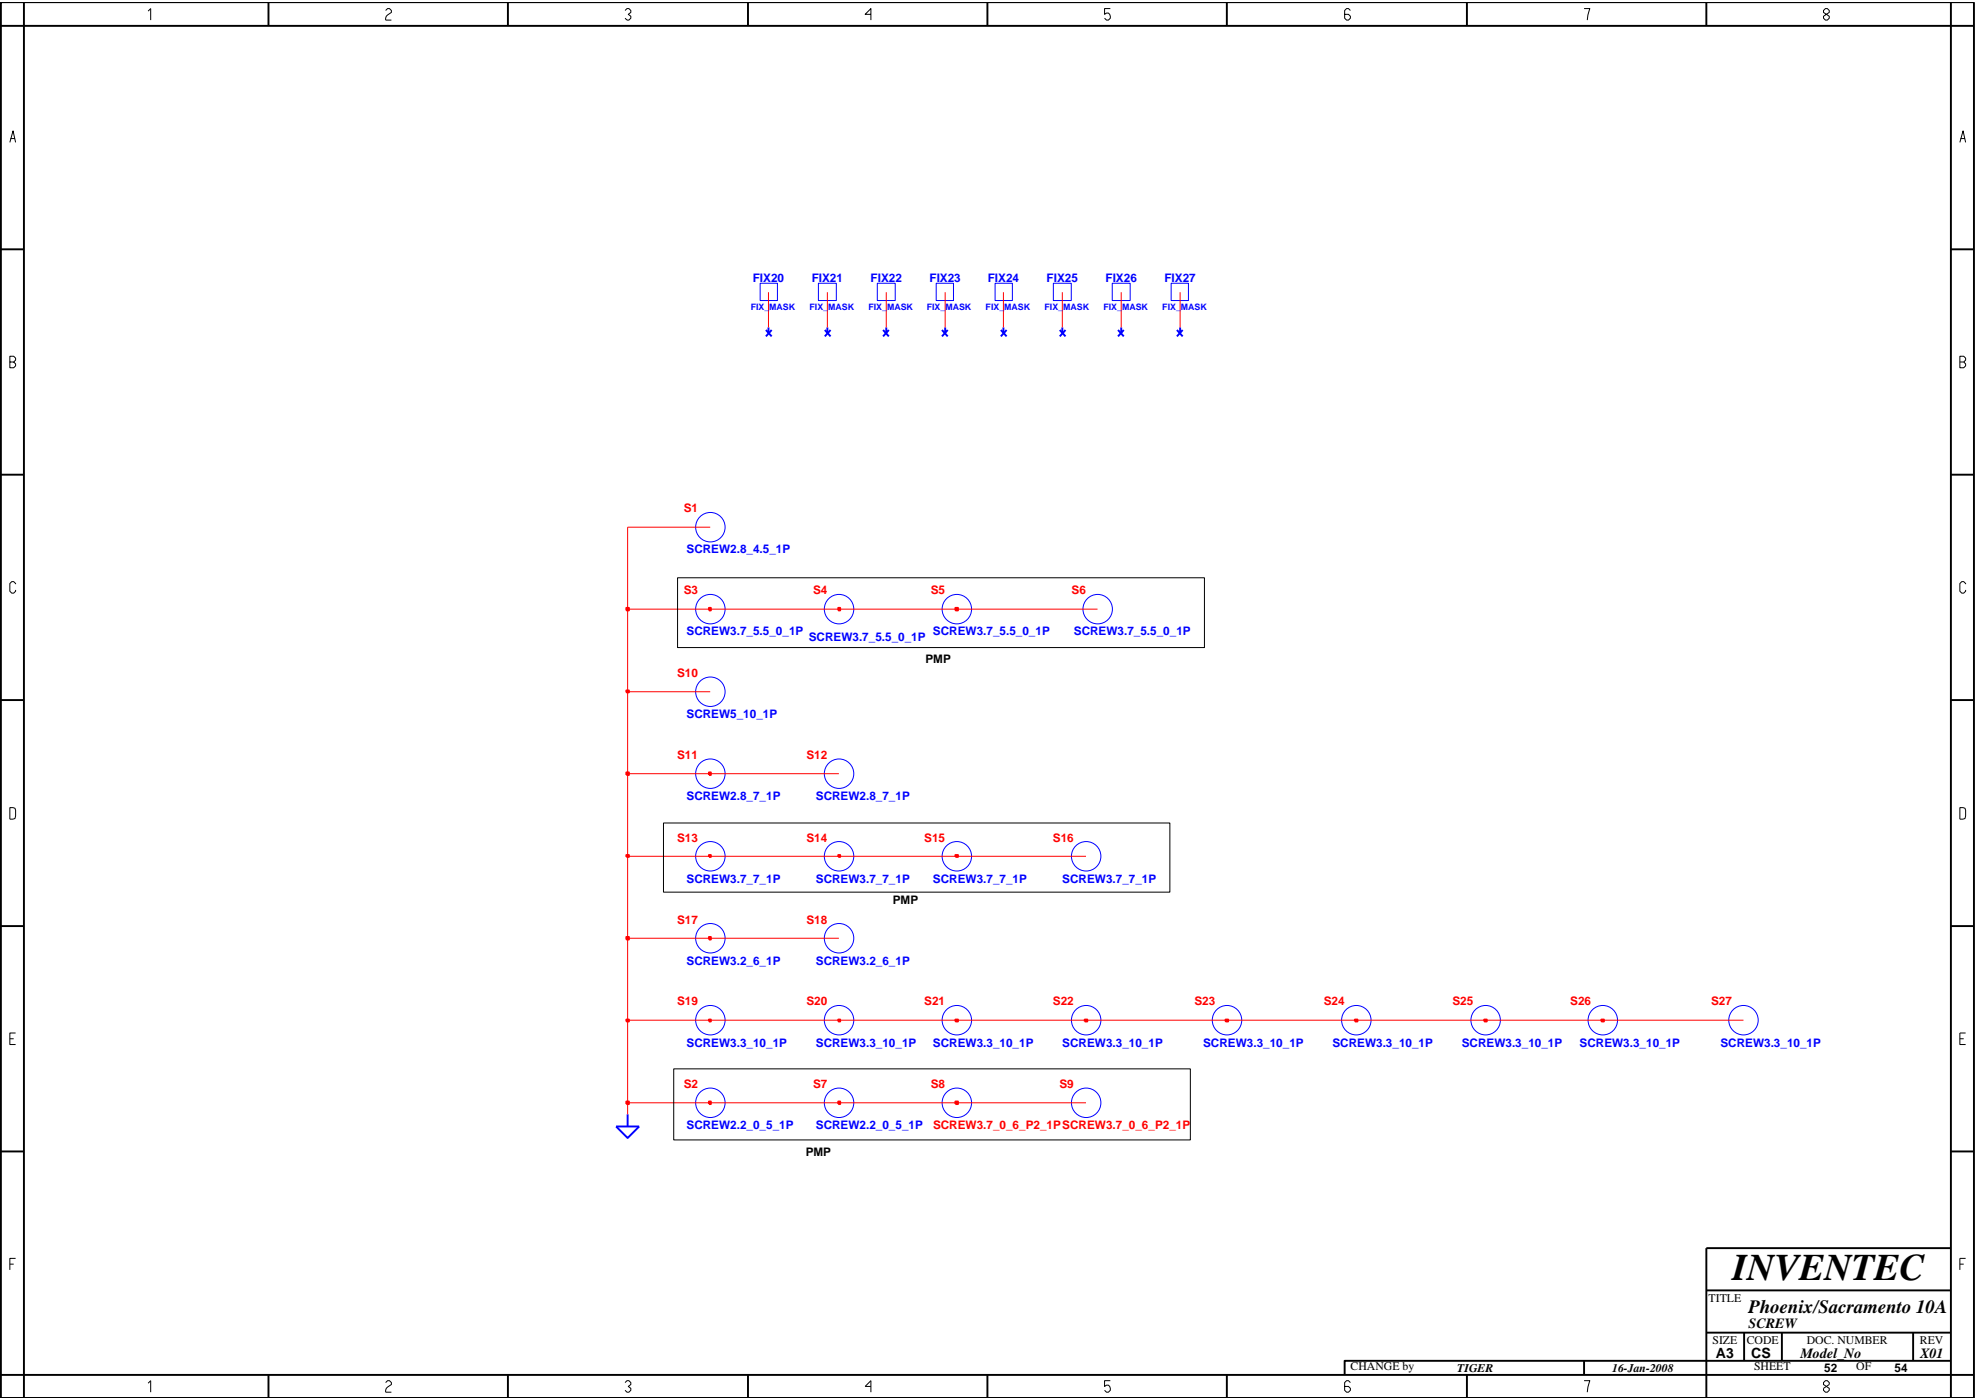 1 2 3 4 5 6 7 8
A A
FIX20 FIX21 FIX22 FIX23 FIX24 FIX25 FIX26 FIX27
FIX_MASK FIX_MASK FIX_MASK FIX_MASK FIX_MASK FIX_MASK FIX_MASK FIX_MASK
B B
S1
SCREW2.8_4.5_1P
C C
S3 S4 S5 S6
SCREW3.7_5.5_0_1P SCREW3.7_5.5_0_1P SCREW3.7_5.5_0_1P SCREW3.7_5.5_0_1P
PMP
S10
SCREW5_10_1P
S11 S12
SCREW2.8_7_1P SCREW2.8_7_1P
D D
S13 S14 S15 S16
SCREW3.7_7_1P SCREW3.7_7_1P SCREW3.7_7_1P SCREW3.7_7_1P
PMP
S17 S18
SCREW3.2_6_1P SCREW3.2_6_1P
S19 S20 S21 S22 S23 S24 S25 S26 S27
SCREW3.3_10_1P SCREW3.3_10_1P SCREW3.3_10_1P SCREW3.3_10_1P SCREW3.3_10_1P SCREW3.3_10_1P SCREW3.3_10_1P SCREW3.3_10_1P SCREW3.3_10_1P
E E
S2 S7 S8 S9
SCREW2.2_0_5_1P SCREW2.2_0_5_1P SCREW3.7_0_6_P2_1P SCREW3.7_0_6_P2_1P
PMP
F F
INVENTEC
TITLE Phoenix/Sacramento 10A
SCREW
SIZE CODE DOC. NUMBER REV
A3 CS Model_No X01
CHANGE by TIGER 16-Jan-2008 SHEET 52 OF 54
1 2 3 4 5 6 7 8